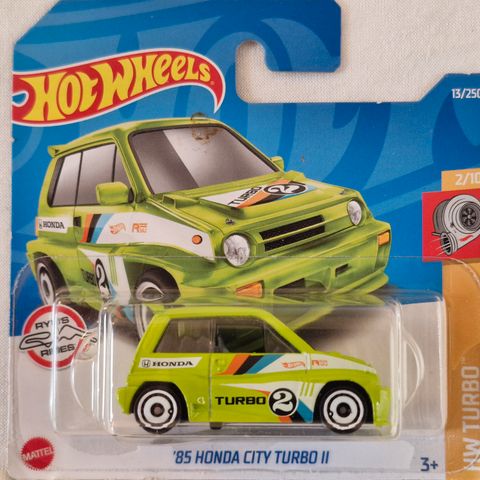 HOT WHEELS
13/250
2/10
HONDA
TURBO 2
RYU'S
RIDES
HONDA
TURBO 2
MATTEL
'85 HONDA CITY TURBO II
3+
HW TURBO™